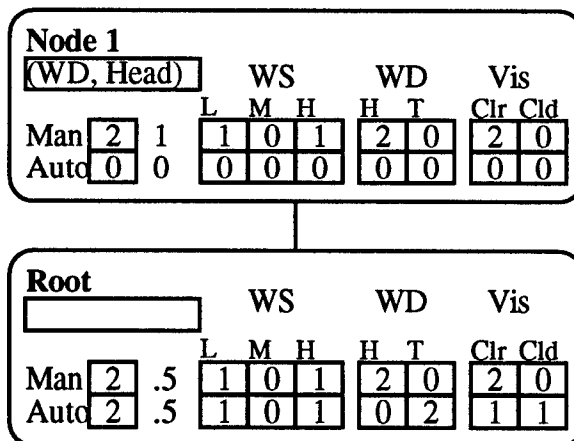 Node 1
(WD, Head) WS WD Vis
L M H H T Clr Cld
Man 2 1 1 0 1 2 0 2 0
Auto 0 0 0 0 0 0 0 0 0
Root
WS WD Vis
L M H H T Clr Cld
Man 2 .5 1 0 1 2 0 2 0
Auto 2 .5 1 0 1 0 2 1 1